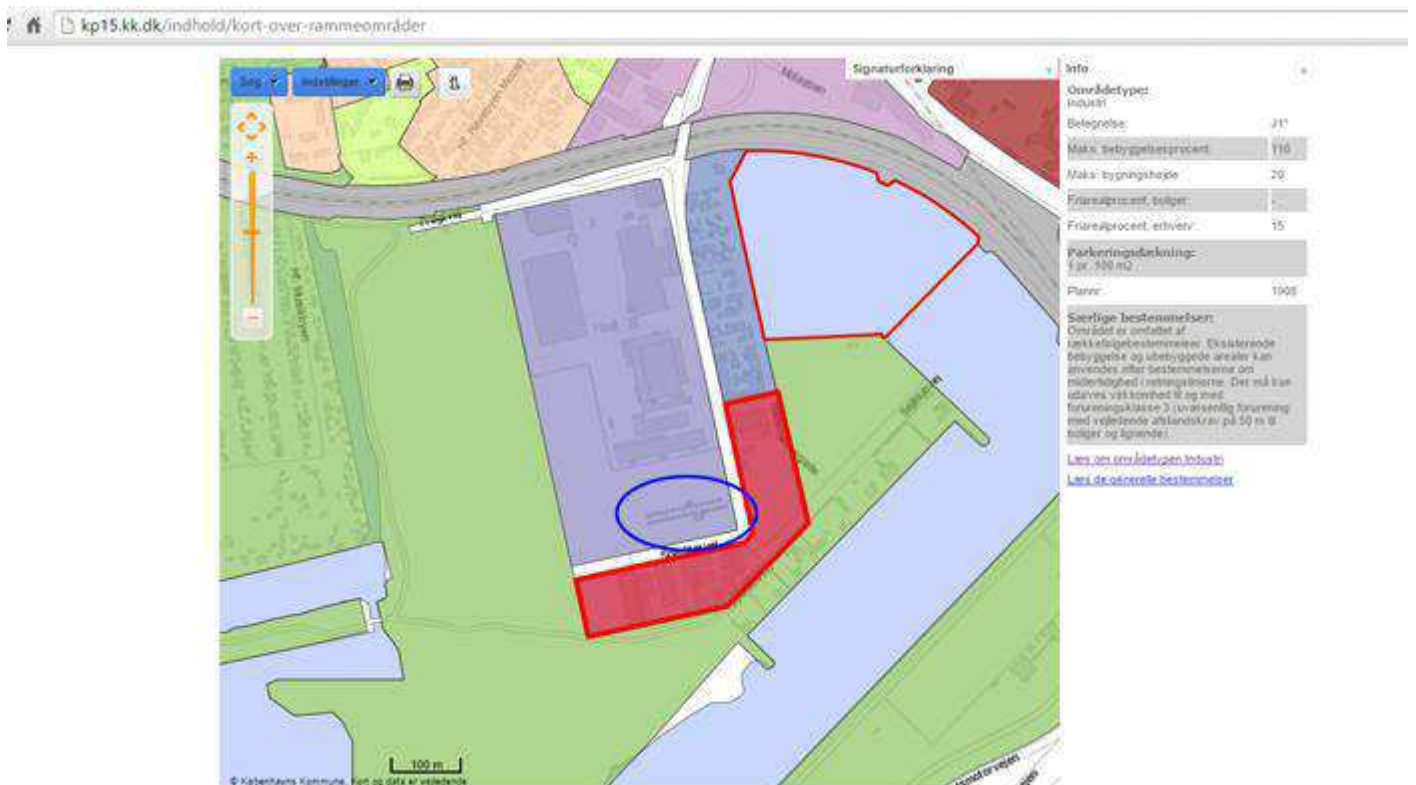 kp15.kk.dk/indhold/kort-over-rammeområder
Søg
Indstillinger
Signaturforklaring
Info
Områdetype:
Industri
Betegnelse: J1*
Maks. bebyggelsesprocent: 110
Maks. bygningshøjde 20
Friarealprocent, boliger: -
Friarealprocent, erhverv: 15
Parkeringsdækning:
1 pr. 100 m2
Plannr. 1908
Særlige bestemmelser:
Området er omfattet af
rækkefølgebestemmelser. Eksisterende
bebyggelse og ubebyggede arealer kan
anvendes efter bestemmelserne om
midlertidighed i retningslinierne. Der må kun
udøves virksomhed til og med
forureningsklasse 3 (uvæsentlig forurening
med vejledende afstandskrav på 50 m til
boliger og lignende)
Læs om områdetypen Industri
Læs de generelle bestemmelser
100 m
© Københavns Kommune. Kort og data er vejledende